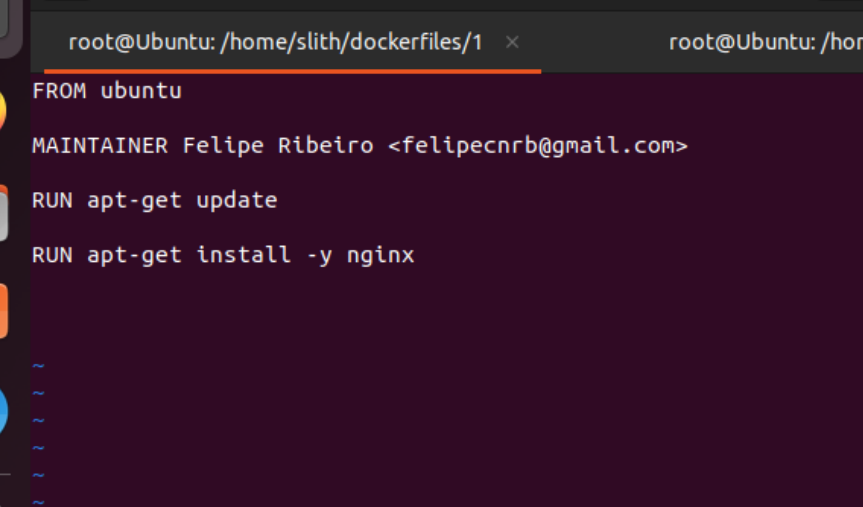 root@Ubuntu: /home/slith/dockerfiles/1 × root@Ubuntu: /hor
FROM ubuntu
MAINTAINER Felipe Ribeiro <felipecnrb@gmail.com>
RUN apt-get update
RUN apt-get install -y nginx
~
~
~
~
~
~